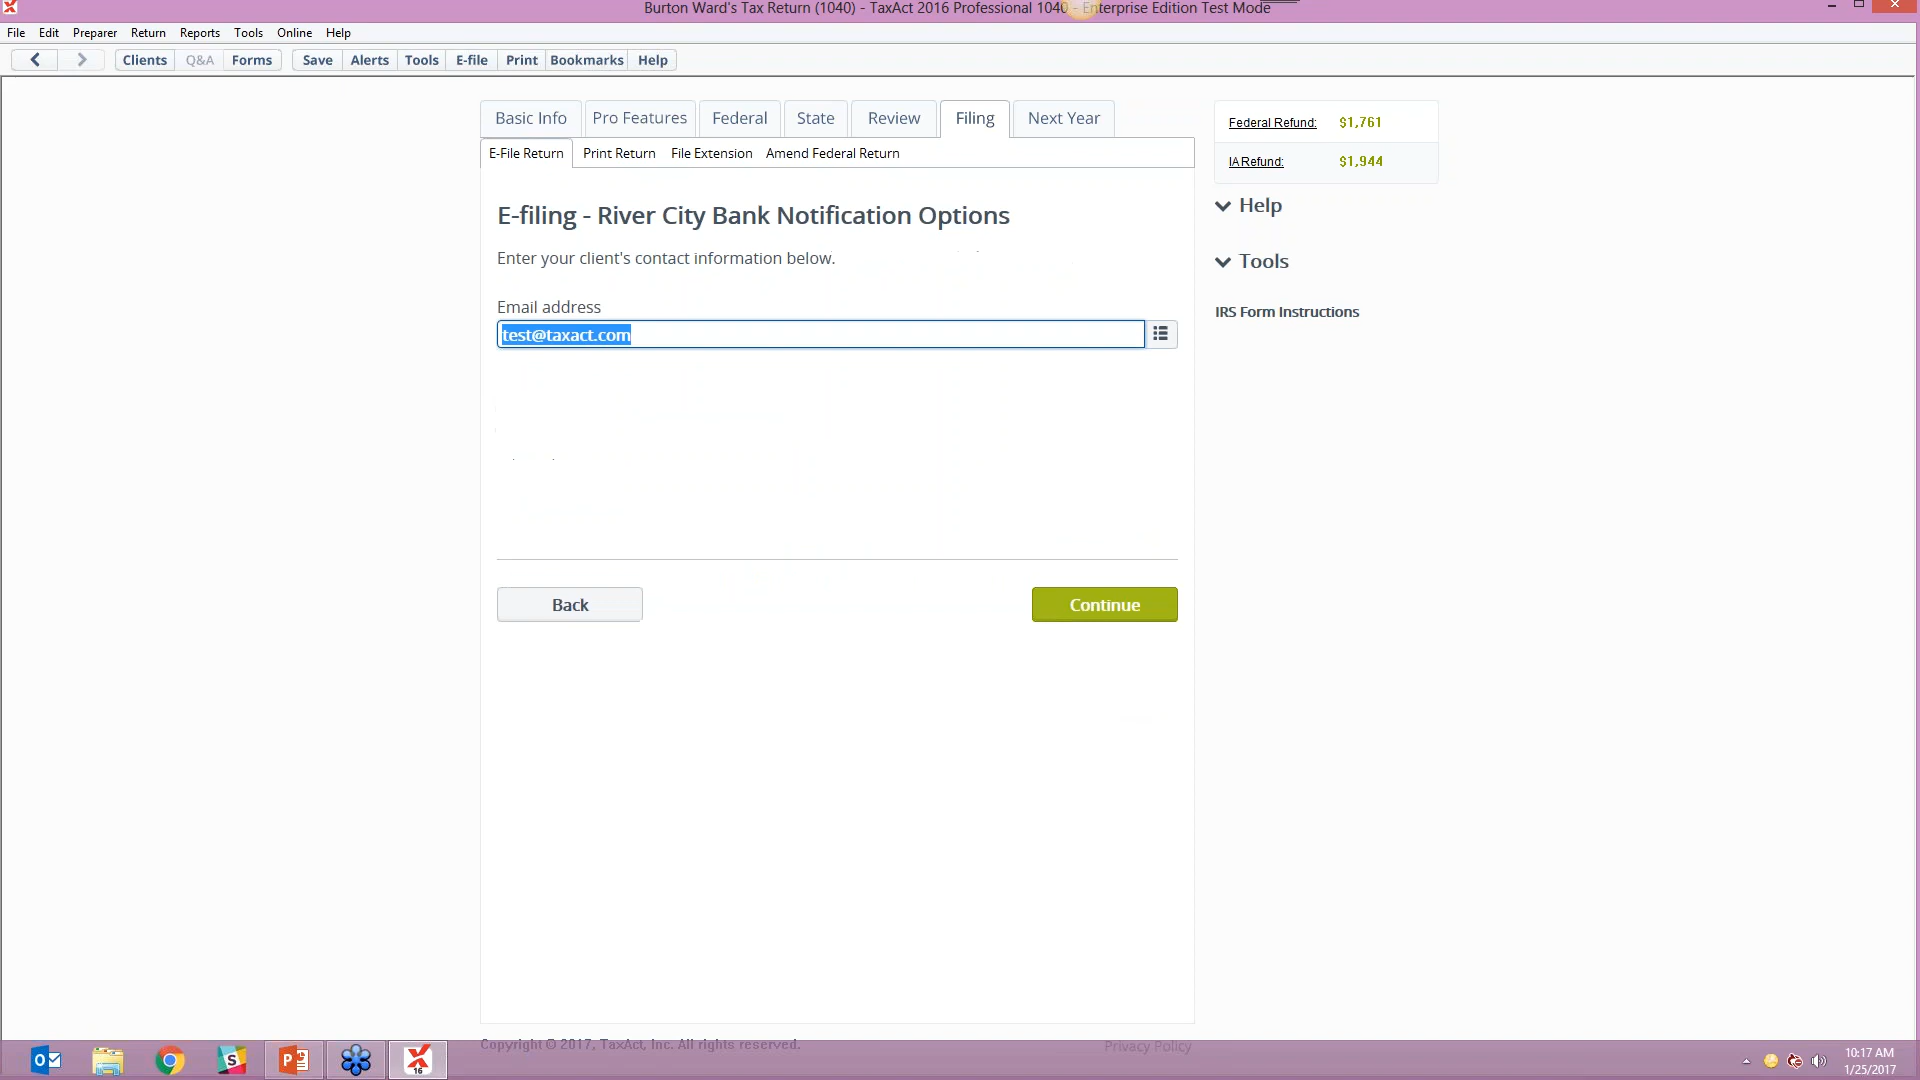 Burton Ward's Tax Return (1040) - TaxAct 2016 Professional 1040 - Enterprise Edition Test Mode
File Edit Preparer Return Reports Tools Online Help
Clients Q&A Forms Save Alerts Tools E-file Print Bookmarks Help
Basic Info Pro Features Federal State Review Filing Next Year
E-File Return Print Return File Extension Amend Federal Return
Federal Refund: $1,761
IA Refund: $1,944
E-filing - River City Bank Notification Options
Enter your client's contact information below.
Email address
test@taxact.com
Back Continue
Help
Tools
IRS Form Instructions
Copyright © 2017, TaxAct, Inc. All rights reserved. Privacy Policy
16
10:17 AM
1/25/2017